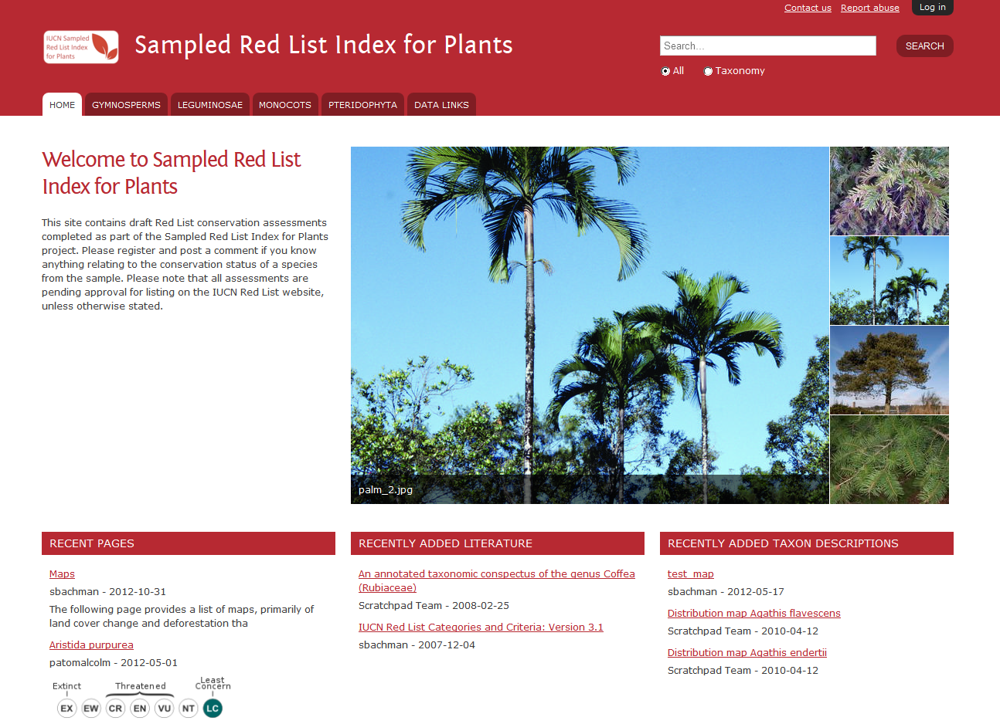 Contact us Report abuse Log in
IUCN Sampled
Red List Index
for Plants
Sampled Red List Index for Plants
Search...
SEARCH
All Taxonomy
HOME GYMNOSPERMS LEGUMINOSAE MONOCOTS PTERIDOPHYTA DATA LINKS
Welcome to Sampled Red List
Index for Plants
This site contains draft Red List conservation assessments
completed as part of the Sampled Red List Index for Plants
project. Please register and post a comment if you know
anything relating to the conservation status of a species
from the sample. Please note that all assessments are
pending approval for listing on the IUCN Red List website,
unless otherwise stated.
palm_2.jpg
RECENT PAGES
Maps
sbachman - 2012-10-31
The following page provides a list of maps, primarily of
land cover change and deforestation tha
Aristida purpurea
patomalcolm - 2012-05-01
Extinct Threatened Least
Concern
EX EW CR EN VU NT LC
RECENTLY ADDED LITERATURE
An annotated taxonomic conspectus of the genus Coffea
(Rubiaceae)
Scratchpad Team - 2008-02-25
IUCN Red List Categories and Criteria: Version 3.1
sbachman - 2007-12-04
RECENTLY ADDED TAXON DESCRIPTIONS
test_map
sbachman - 2012-05-17
Distribution map Agathis flavescens
Scratchpad Team - 2010-04-12
Distribution map Agathis endertii
Scratchpad Team - 2010-04-12